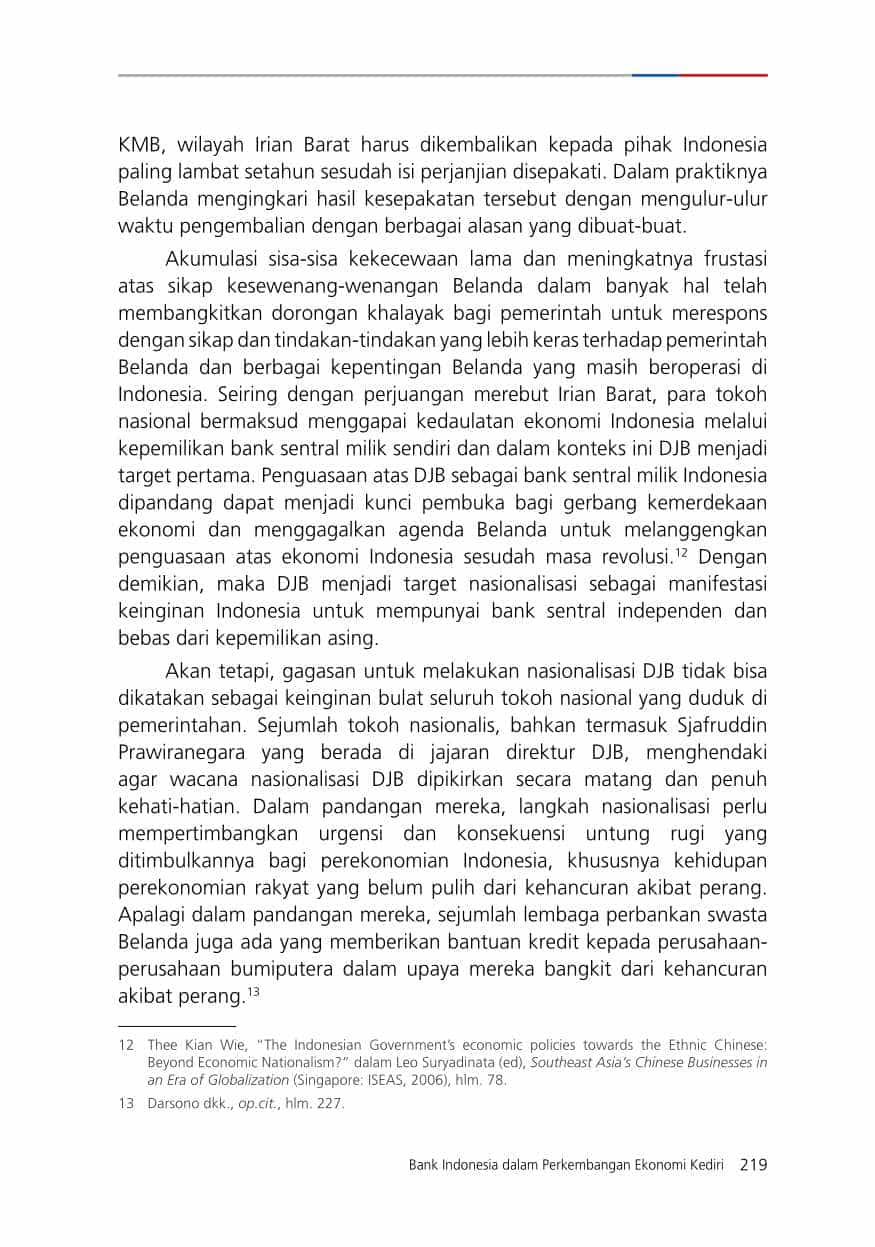 KMB, wilayah Irian Barat harus dikembalikan kepada pihak Indonesia
paling lambat setahun sesudah isi perjanjian disepakati. Dalam praktiknya
Belanda mengingkari hasil kesepakatan tersebut dengan mengulur-ulur
waktu pengembalian dengan berbagai alasan yang dibuat-buat.
Akumulasi sisa-sisa kekecewaan lama dan meningkatnya frustasi
atas sikap kesewenang-wenangan Belanda dalam banyak hal telah
membangkitkan dorongan khalayak bagi pemerintah untuk merespons
dengan sikap dan tindakan-tindakan yang lebih keras terhadap pemerintah
Belanda dan berbagai kepentingan Belanda yang masih beroperasi di
Indonesia. Seiring dengan perjuangan merebut Irian Barat, para tokoh
nasional bermaksud menggapai kedaulatan ekonomi Indonesia melalui
kepemilikan bank sentral milik sendiri dan dalam konteks ini DJB menjadi
target pertama. Penguasaan atas DJB sebagai bank sentral milik Indonesia
dipandang dapat menjadi kunci pembuka bagi gerbang kemerdekaan
ekonomi dan menggagalkan agenda Belanda untuk melanggengkan
penguasaan atas ekonomi Indonesia sesudah masa revolusi.12 Dengan
demikian, maka DJB menjadi target nasionalisasi sebagai manifestasi
keinginan Indonesia untuk mempunyai bank sentral independen dan
bebas dari kepemilikan asing.
Akan tetapi, gagasan untuk melakukan nasionalisasi DJB tidak bisa
dikatakan sebagai keinginan bulat seluruh tokoh nasional yang duduk di
pemerintahan. Sejumlah tokoh nasionalis, bahkan termasuk Sjafruddin
Prawiranegara yang berada di jajaran direktur DJB, menghendaki
agar wacana nasionalisasi DJB dipikirkan secara matang dan penuh
kehati-hatian. Dalam pandangan mereka, langkah nasionalisasi perlu
mempertimbangkan urgensi dan konsekuensi untung rugi yang
ditimbulkannya bagi perekonomian Indonesia, khususnya kehidupan
perekonomian rakyat yang belum pulih dari kehancuran akibat perang.
Apalagi dalam pandangan mereka, sejumlah lembaga perbankan swasta
Belanda juga ada yang memberikan bantuan kredit kepada perusahaan-
perusahaan bumiputera dalam upaya mereka bangkit dari kehancuran
akibat perang.13
12 Thee Kian Wie, "The Indonesian Government's economic policies towards the Ethnic Chinese:
Beyond Economic Nationalism?" dalam Leo Suryadinata (ed), Southeast Asia's Chinese Businesses in
an Era of Globalization (Singapore: ISEAS, 2006), hlm. 78.
13 Darsono dkk., op.cit., hlm. 227.
Bank Indonesia dalam Perkembangan Ekonomi Kediri 219